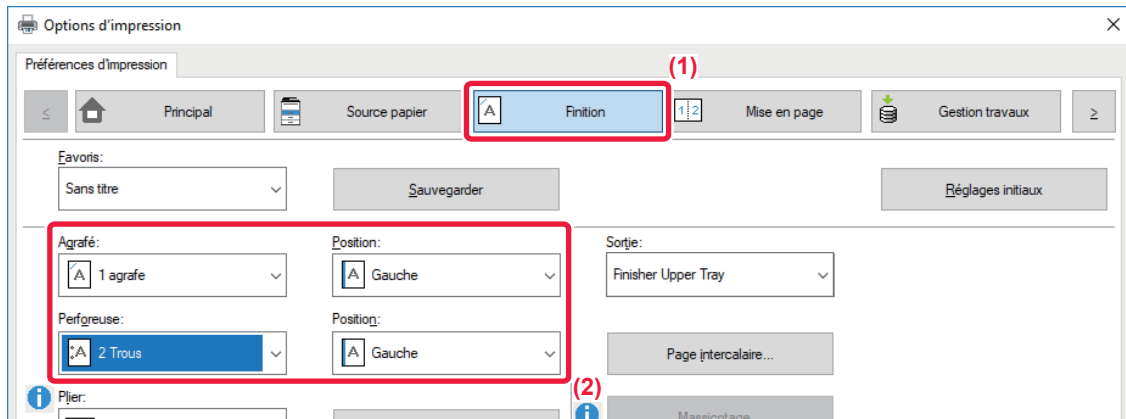 Options d'impression
Préférences d'impression
(1)
<
Principal
Source papier
A
Finition
1 2
Mise en page
Gestion travaux
>
Favoris:
Sans titre
Sauvegarder
Réglages initiaux
Agrafé:
Position:
Sortie:
A 1 agrafe
A Gauche
Finisher Upper Tray
Perforeuse:
Position:
A 2 Trous
A Gauche
Page intercalaire...
(2)
i Plier:
i
Massicotage